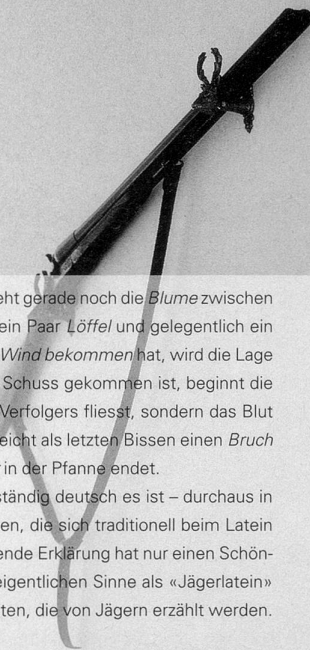 eht gerade noch die Blume zwischen
ein Paar Löffel und gelegentlich ein
Wind bekommen hat, wird die Lage
Schuss gekommen ist, beginnt die
Verfolgers fliesst, sondern das Blut
eicht als letzten Bissen einen Bruch
in der Pfanne endet.
ständig deutsch es ist – durchaus in
en, die sich traditionell beim Latein
ende Erklärung hat nur einen Schön-
eigentlichen Sinne als «Jägerlatein»
ten, die von Jägern erzählt werden.